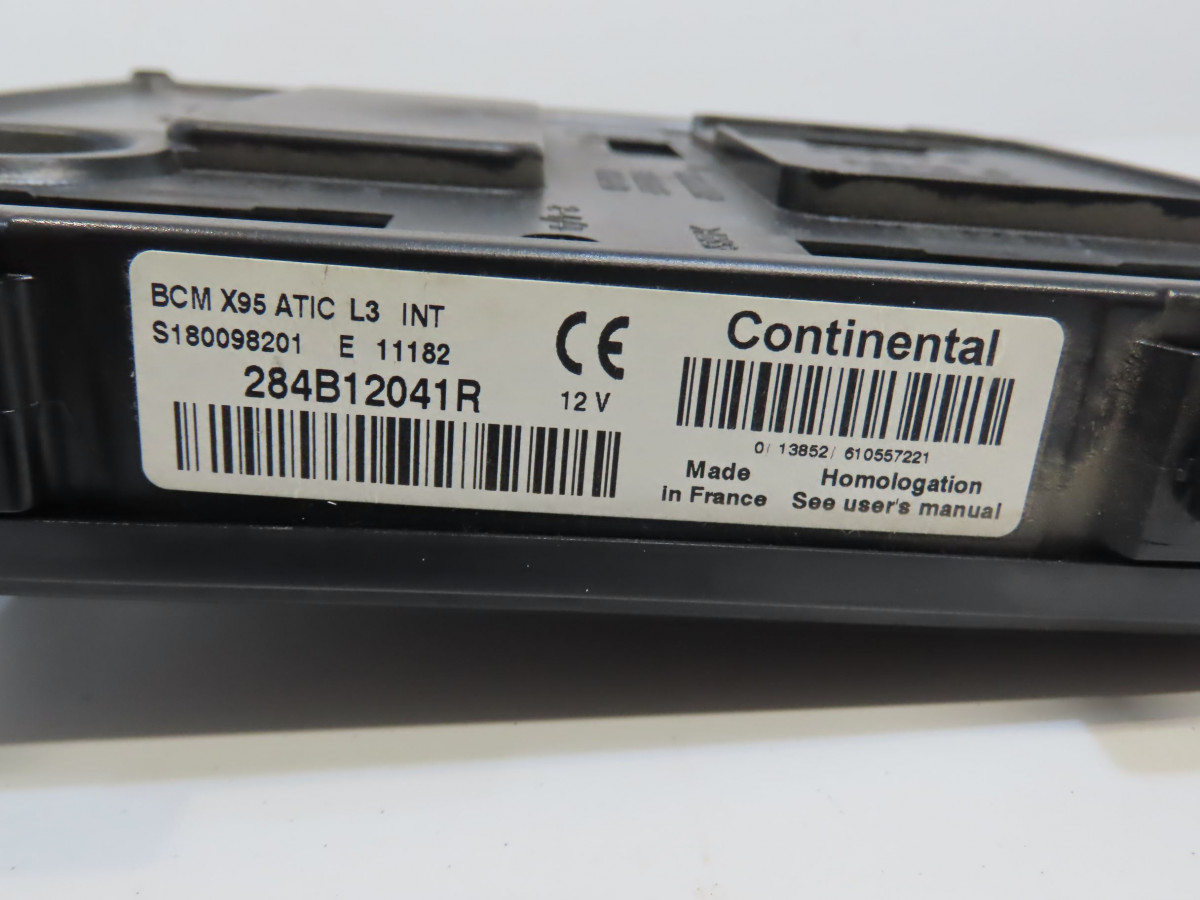 BCM X95 ATIC L3 INT
S180098201 E 11182
284B12041R
CE
12 V
Continental
0/ 13852/ 610557221
Made
in France
Homologation
See user's manual